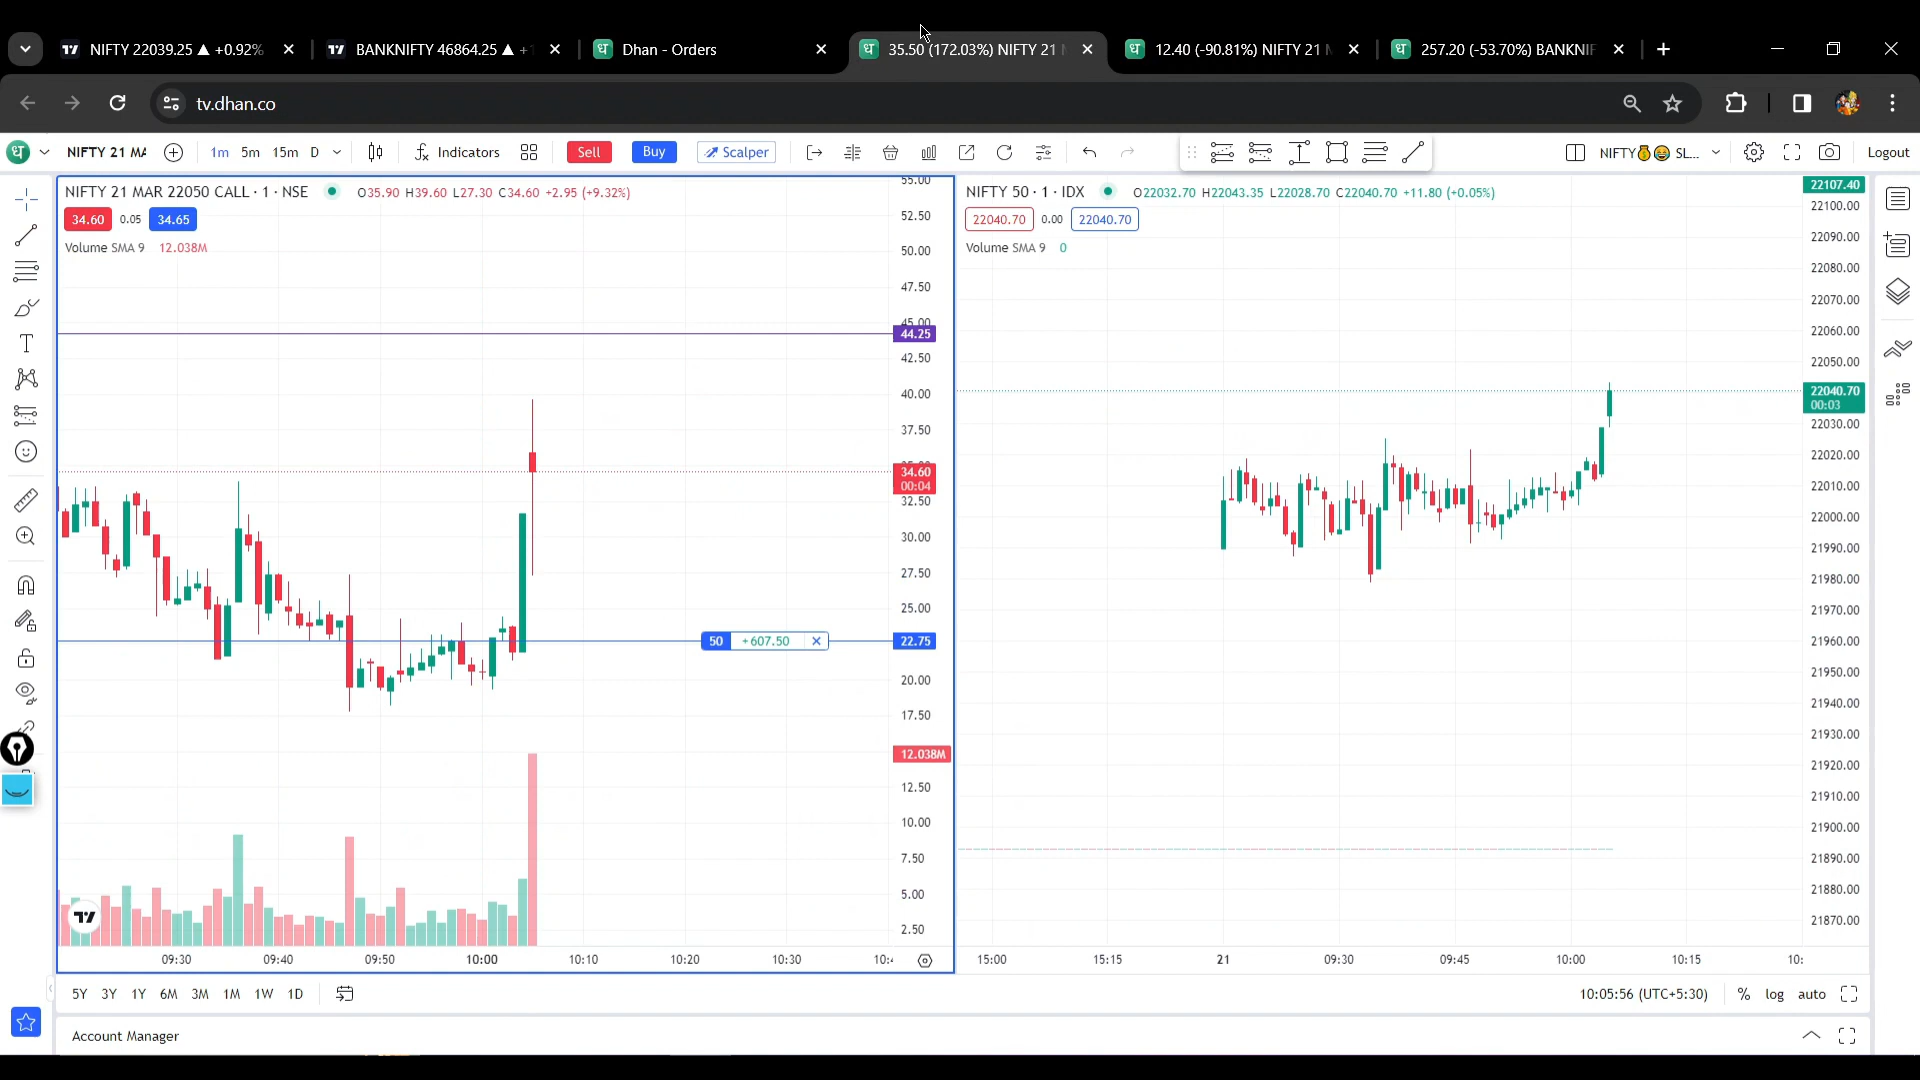 NIFTY 22039.25 ▲ +0.92%
BANKNIFTY 46864.25 ▲ +1
Dhan - Orders
35.50 (172.03%) NIFTY 21 M
12.40 (-90.81%) NIFTY 21 M
257.20 (-53.70%) BANKNIF
tv.dhan.co
NIFTY 21 MA 1m 5m 15m D Indicators Sell Buy Scalper NIFTY💰😂 SL... Logout
NIFTY 21 MAR 22050 CALL · 1 · NSE O35.90 H39.60 L27.30 C34.60 +2.95 (+9.32%)
34.60 0.05 34.65
Volume SMA 9 12.038M
55.00
52.50
50.00
47.50
45.00
44.25
42.50
40.00
37.50
34.60
00:04
32.50
30.00
27.50
25.00
50 +607.50 22.75
20.00
17.50
12.038M
12.50
10.00
7.50
5.00
2.50
09:30 09:40 09:50 10:00 10:10 10:20 10:30 10:4
NIFTY 50 · 1 · IDX O22032.70 H22043.35 L22028.70 C22040.70 +11.80 (+0.05%)
22040.70 0.00 22040.70
Volume SMA 9 0
22107.40
22100.00
22090.00
22080.00
22070.00
22060.00
22050.00
22040.70
00:03
22030.00
22020.00
22010.00
22000.00
21990.00
21980.00
21970.00
21960.00
21950.00
21940.00
21930.00
21920.00
21910.00
21900.00
21890.00
21880.00
21870.00
15:00 15:15 21 09:30 09:45 10:00 10:15 10:
5Y 3Y 1Y 6M 3M 1M 1W 1D 10:05:56 (UTC+5:30) % log auto
Account Manager